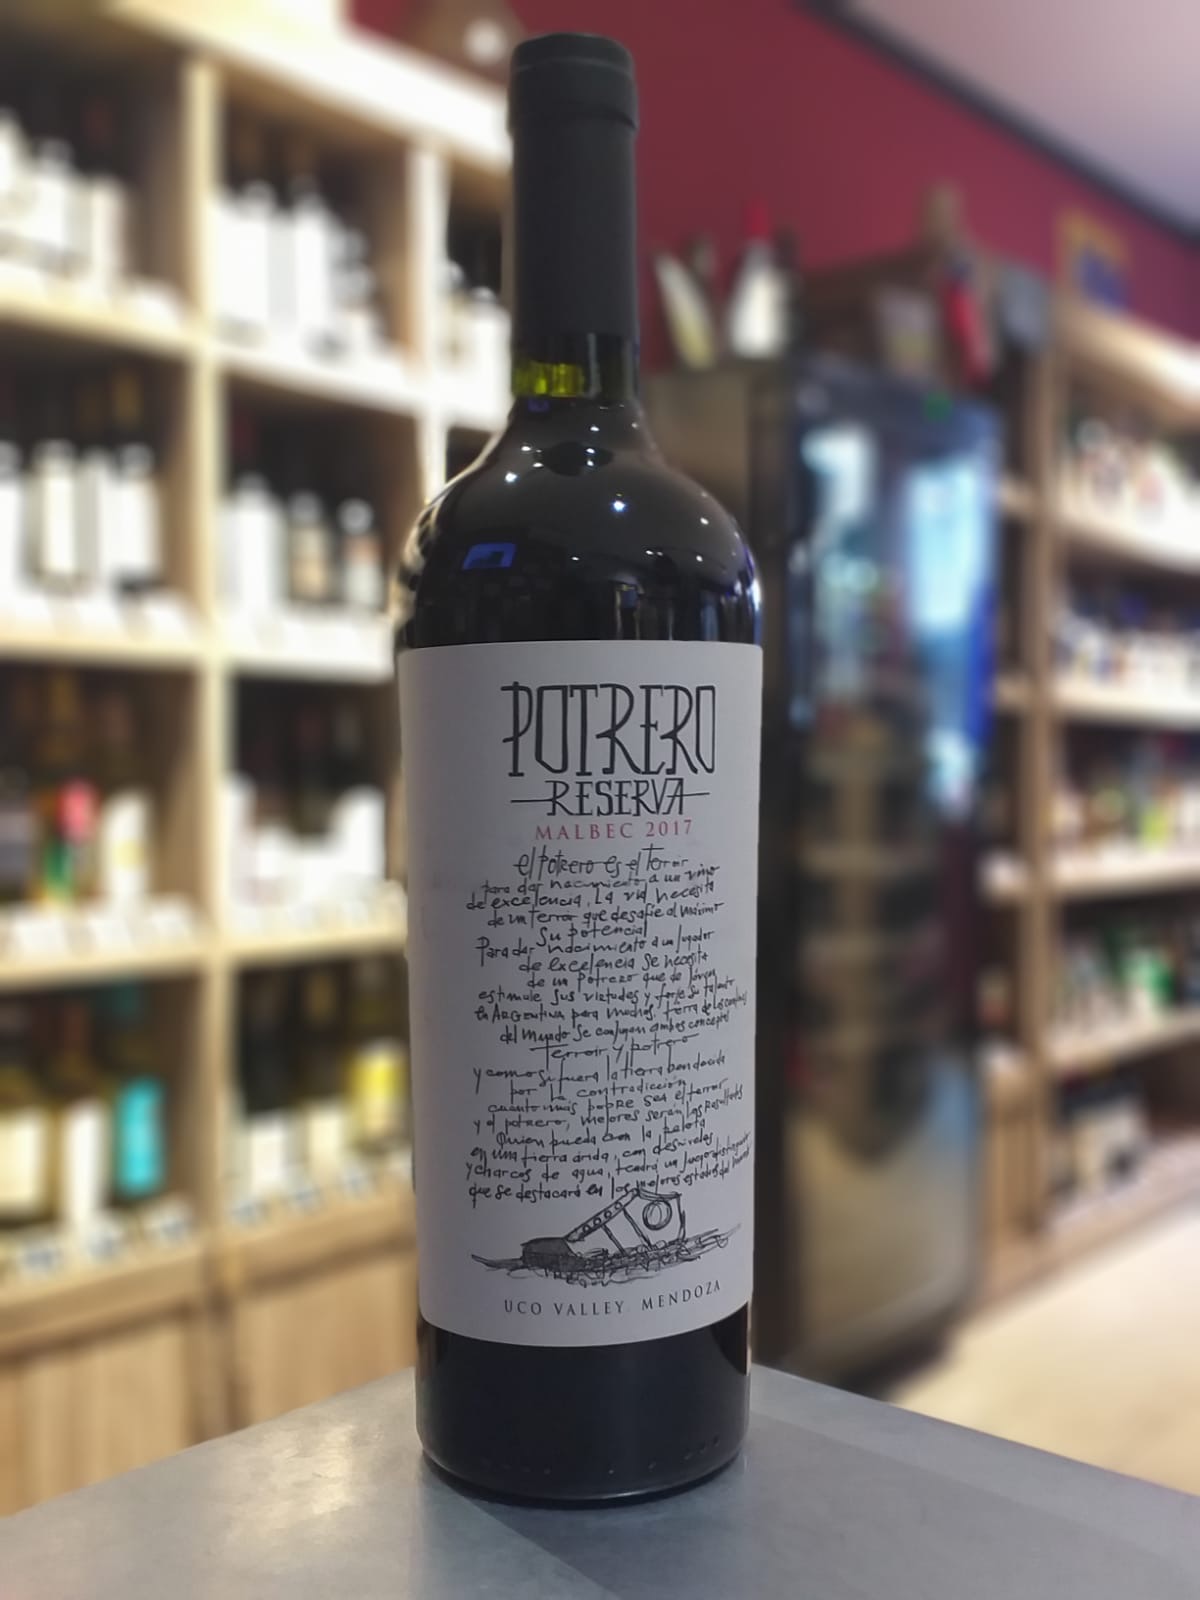 POTRERO
RESERVA
MALBEC 2017
El potrero es el terroir
para dar nacimiento a un vino
de excelencia, La vid necesita
de un terroir que desafíe al máximo
su potencial
Para dar nacimiento a un jugador
de excelencia se necesita
de un potrero que de joven
estimule sus virtudes y forje su talento
en ARGentina para muchos, tierra de los
del mundo se conjugan ambos conceptos
Terroir y potrero
y como si fuera la tierra bendecida
por la contradicción
cuanto más pobre sea el terroir
y el potrero, mejores serán los resultados
Quien pueda con la pelota
en una tierra árida, con desniveles
y charcos de agua, tendrá un juego distinguido
que se destacará en los mejores estadios del mundo
UCO VALLEY MENDOZA